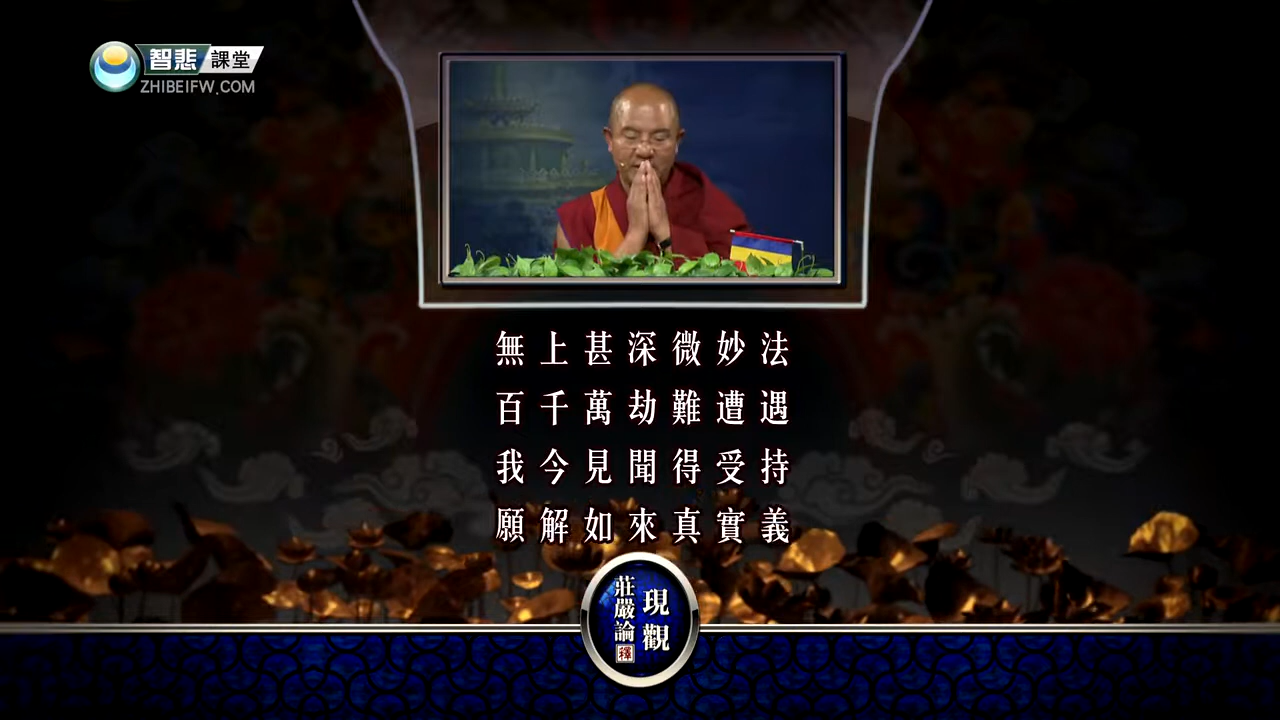 智悲課堂
ZHIBEIFW.COM
無上甚深微妙法
百千萬劫難遭遇
我今見聞得受持
願解如來真實義
現觀
莊嚴論釋